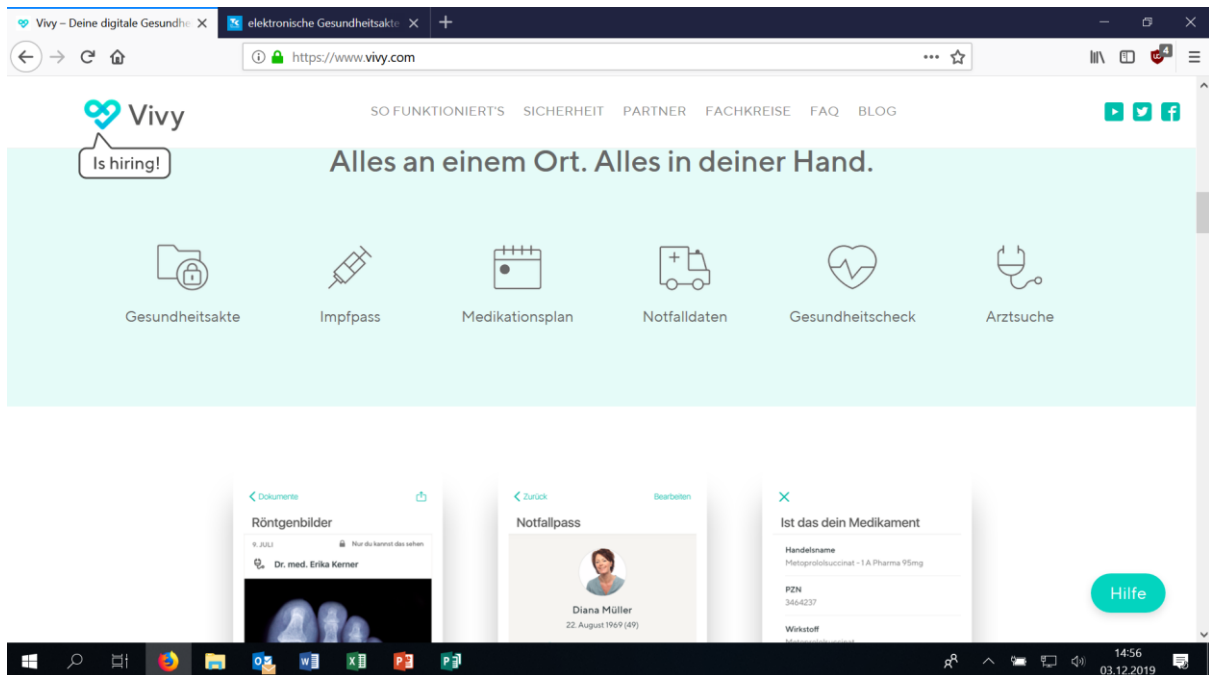 Vivy – Deine digitale Gesundhe
elektronische Gesundheitsakte
https://www.vivy.com
4
Vivy
Is hiring!
SO FUNKTIONIERT'S SICHERHEIT PARTNER FACHKREISE FAQ BLOG
Alles an einem Ort. Alles in deiner Hand.
Gesundheitsakte Impfpass Medikationsplan Notfalldaten Gesundheitscheck Arztsuche
Dokumente
Röntgenbilder
9. JULI Nur du kannst das sehen
Dr. med. Erika Kerner
Zurück Bearbeiten
Notfallpass
Diana Müller
22. August 1969 (49)
Ist das dein Medikament
Handelsname
Metoprololsuccinat - 1 A Pharma 95mg
PZN
3464237
Wirkstoff
Metoprololsuccinat
Hilfe
14:56
03.12.2019